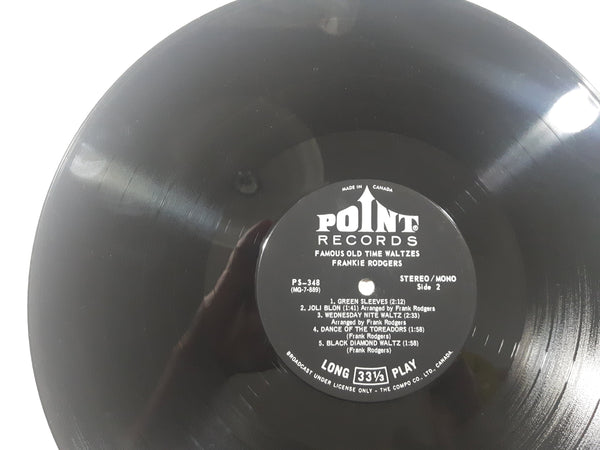 MADE IN CANADA
POINT®
RECORDS
FAMOUS OLD TIME WALTZES
FRANKIE RODGERS
PS-348
(MG-7-889)
STEREO/MONO
Side 2
1. GREEN SLEEVES (2:12)
2. JOLI BLON (1:41) Arranged by Frank Rodgers
3. WEDNESDAY NITE WALTZ (2:33)
Arranged by Frank Rodgers
4. DANCE OF THE TOREADORS (1:58)
(Frank Rodgers)
5. BLACK DIAMOND WALTZ (1:58)
(Frank Rodgers)
LONG 33⅓ PLAY
BROADCAST UNDER LICENSE ONLY - THE COMPO CO., LTD., CANADA.